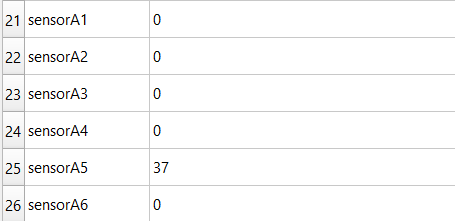 21 sensorA1 0
22 sensorA2 0
23 sensorA3 0
24 sensorA4 0
25 sensorA5 37
26 sensorA6 0